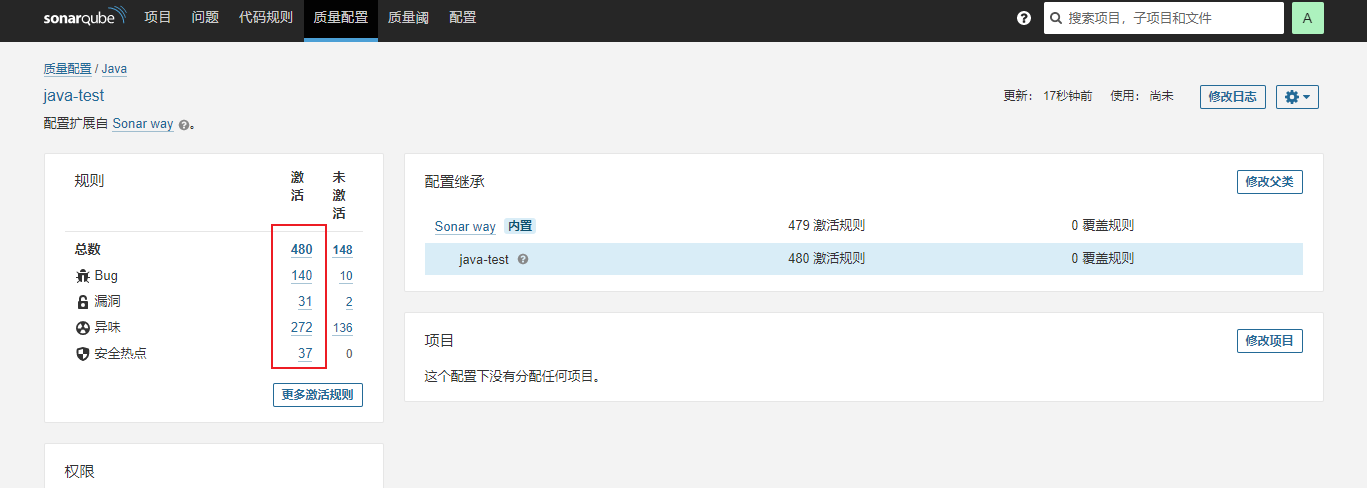 sonarqube 项目 问题 代码规则 质量配置 质量阈 配置 ? 搜索项目，子项目和文件 A
质量配置 / Java
java-test
更新： 17秒钟前 使用： 尚未 修改日志
配置扩展自 Sonar way ?。
规则 激活 未激活
总数 480 148
Bug 140 10
漏洞 31 2
异味 272 136
安全热点 37 0
更多激活规则
权限
配置继承 修改父类
Sonar way 内置 479 激活规则 0 覆盖规则
java-test ? 480 激活规则 0 覆盖规则
项目 修改项目
这个配置下没有分配任何项目。